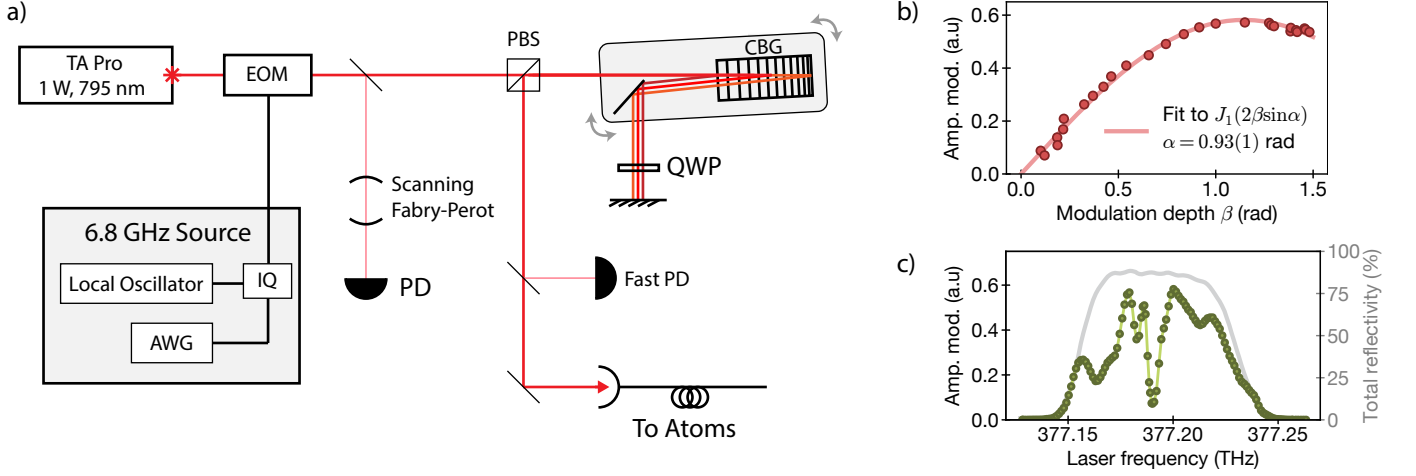 a)
TA Pro
1 W, 795 nm
EOM
PBS
CBG
QWP
Scanning
Fabry-Perot
PD
Fast PD
6.8 GHz Source
Local Oscillator
IQ
AWG
To Atoms
b)
Amp. mod. (a.u)
0.6
0.4
0.2
0.0
Fit to J₁(2βsinα)
α = 0.93(1) rad
0.0 0.5 1.0 1.5
Modulation depth β (rad)
c)
Amp. mod. (a.u)
0.6
0.4
0.2
0.0
100
75
50
25
0
Total reflectivity (%)
377.15 377.20 377.25
Laser frequency (THz)